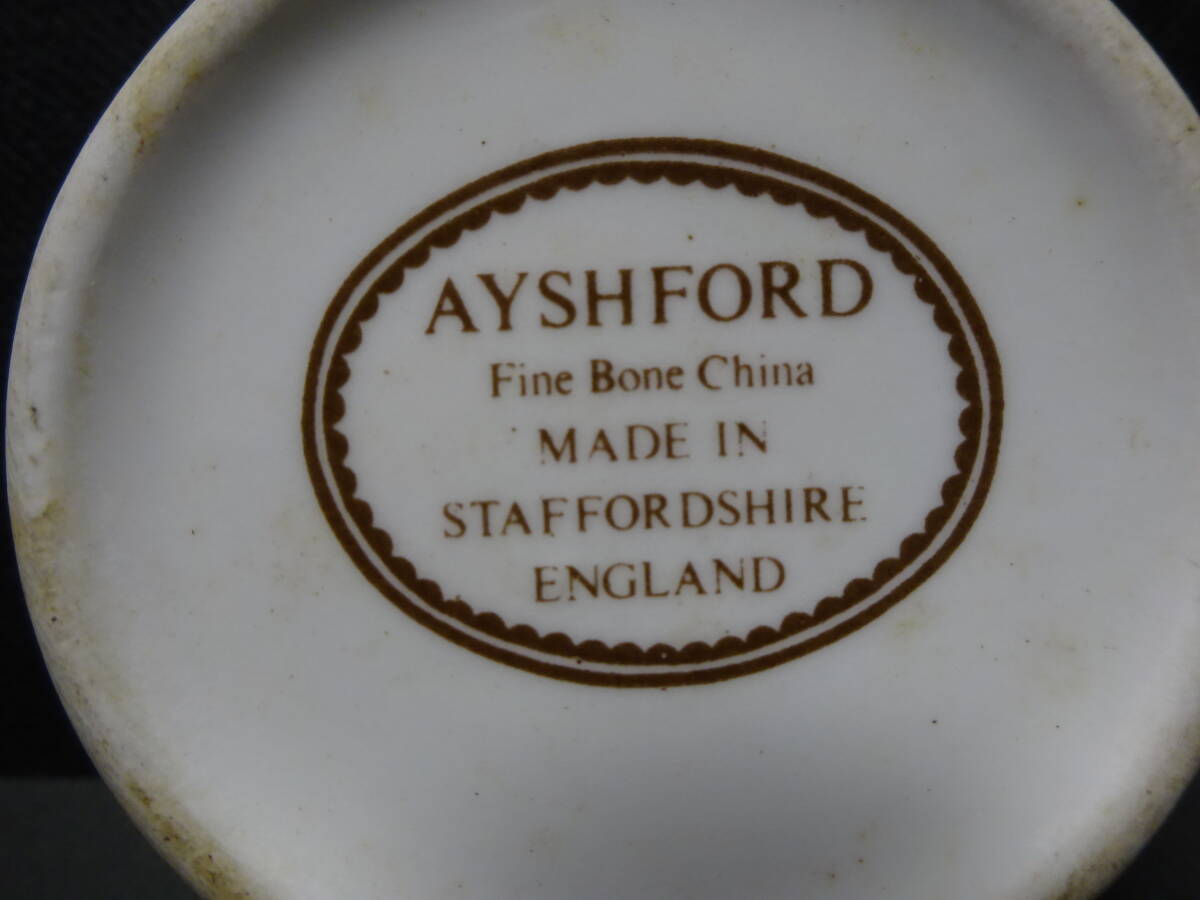 AYSHFORD
Fine Bone China
MADE IN
STAFFORDSHIRE
ENGLAND